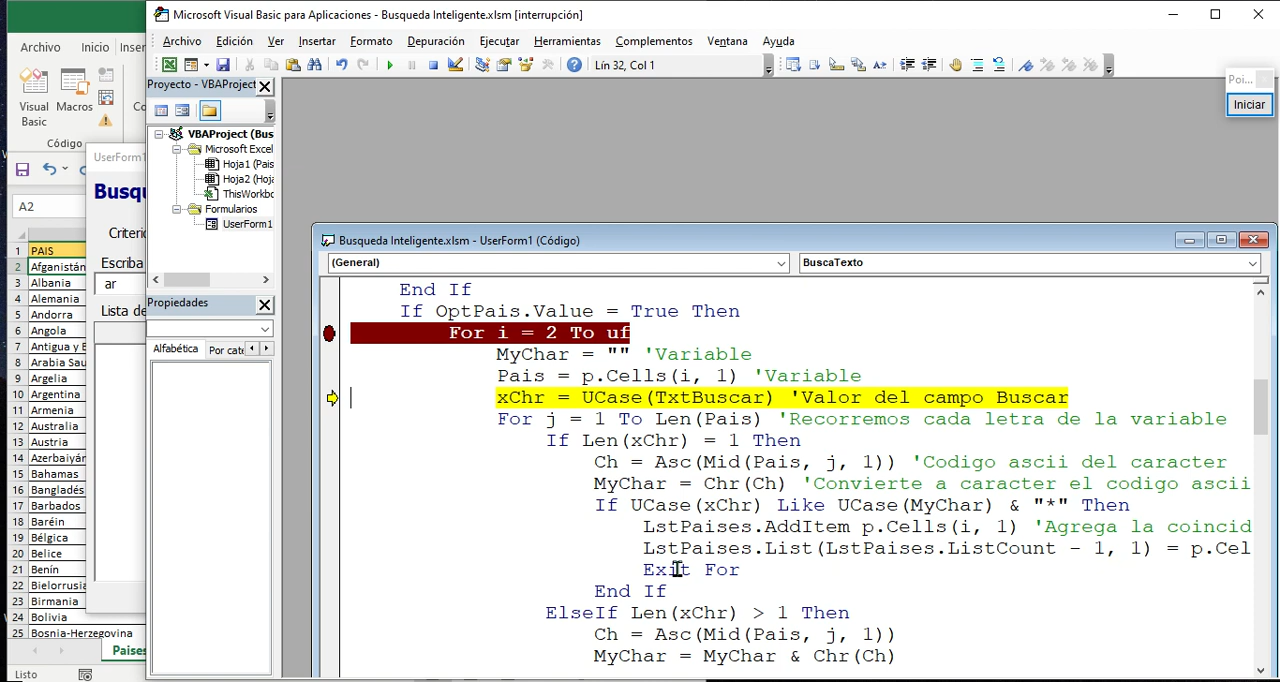 Microsoft Visual Basic para Aplicaciones - Busqueda Inteligente.xlsm [interrupción]
Archivo Edición Ver Insertar Formato Depuración Ejecutar Herramientas Complementos Ventana Ayuda
Archivo Inicio
Lín 32, Col 1
Proyecto - VBAProject
Poi...
Iniciar
Visual Basic
Macros
Código
VBAProject (Bus
Microsoft Excel
Hoja1 (Pais
Hoja2 (Hoja
ThisWorkbo
Formularios
UserForm1
UserForm1
Busqu
A2
Criterio
Escriba
ar
Lista de
Propiedades
Alfabética Por cate
Busqueda Inteligente.xlsm - UserForm1 (Código)
(General) BuscaTexto
End If
If OptPais.Value = True Then
For i = 2 To uf
MyChar = "" 'Variable
Pais = p.Cells(i, 1) 'Variable
xChr = UCase(TxtBuscar) 'Valor del campo Buscar
For j = 1 To Len(Pais) 'Recorremos cada letra de la variable
If Len(xChr) = 1 Then
Ch = Asc(Mid(Pais, j, 1)) 'Codigo ascii del caracter
MyChar = Chr(Ch) 'Convierte a caracter el codigo ascii
If UCase(xChr) Like UCase(MyChar) & "*" Then
LstPaises.AddItem p.Cells(i, 1) 'Agrega la coincid
LstPaises.List(LstPaises.ListCount - 1, 1) = p.Cel
Exit For
End If
ElseIf Len(xChr) > 1 Then
Ch = Asc(Mid(Pais, j, 1))
MyChar = MyChar & Chr(Ch)
1 PAIS
2 Afganistán
3 Albania
4 Alemania
5 Andorra
6 Angola
7 Antigua y B
8 Arabia Sau
9 Argelia
10 Argentina
11 Armenia
12 Australia
13 Austria
14 Azerbaiyán
15 Bahamas
16 Bangladés
17 Barbados
18 Baréin
19 Bélgica
20 Belice
21 Benín
22 Bielorrusia
23 Birmania
24 Bolivia
25 Bosnia-Herzegovina
Paises
Listo